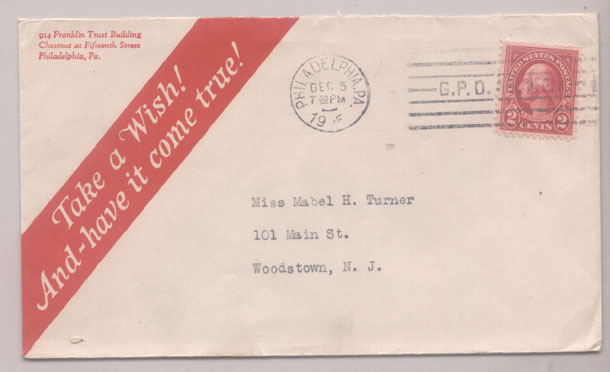 914 Franklin Trust Building
Chestnut at Fifteenth Street
Philadelphia, Pa.
Take a Wish!
And-have it come true!
PHILADELPHIA, PA.
DEC 5
PM
G.P.O.
UNITED STATES POSTAGE
2 CENTS 2
Miss Mabel H. Turner
101 Main St.
Woodstown, N. J.